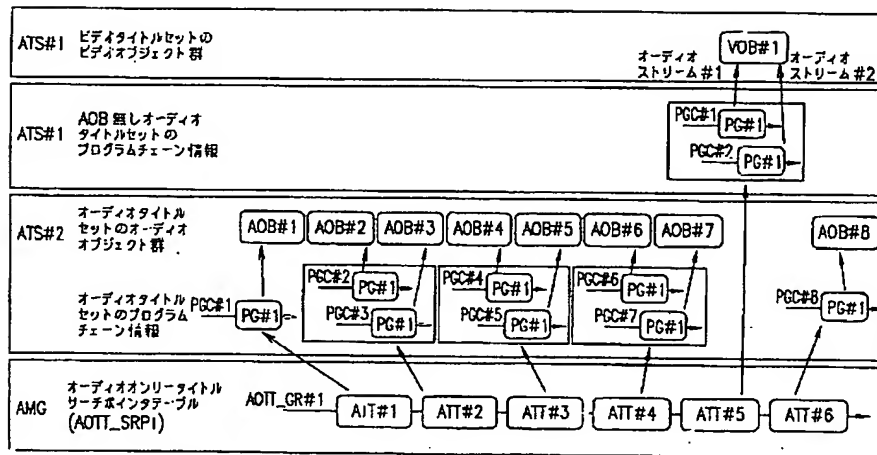 ATS#1
ビデイタイトルセットの
ビデイオブジェクト群
VOB#1
オーディオ
ストリーム#1
オーディオ
ストリーム#2
ATS#1
AOB無しオーディオ
タイトルセットの
プログラムチェーン情報
PGC#1
PG#1
PGC#2
PG#1
ATS#2
オーディオタイトル
セットのオーディオ
オブジェクト群
AOB#1
AOB#2
AOB#3
AOB#4
AOB#5
AOB#6
AOB#7
AOB#8
オーディオタイトル
セットのプログラム
チェーン情報
PGC#1
PG#1
PGC#2
PG#1
PGC#3
PG#1
PGC#4
PG#1
PGC#5
PG#1
PGC#6
PG#1
PGC#7
PG#1
PGC#8
PG#1
AMG
オーディオオンリータイトル
サーチポインタテーブル
(AOTT_SRPI)
AOTT_GR#1
ATT#1
ATT#2
ATT#3
ATT#4
ATT#5
ATT#6